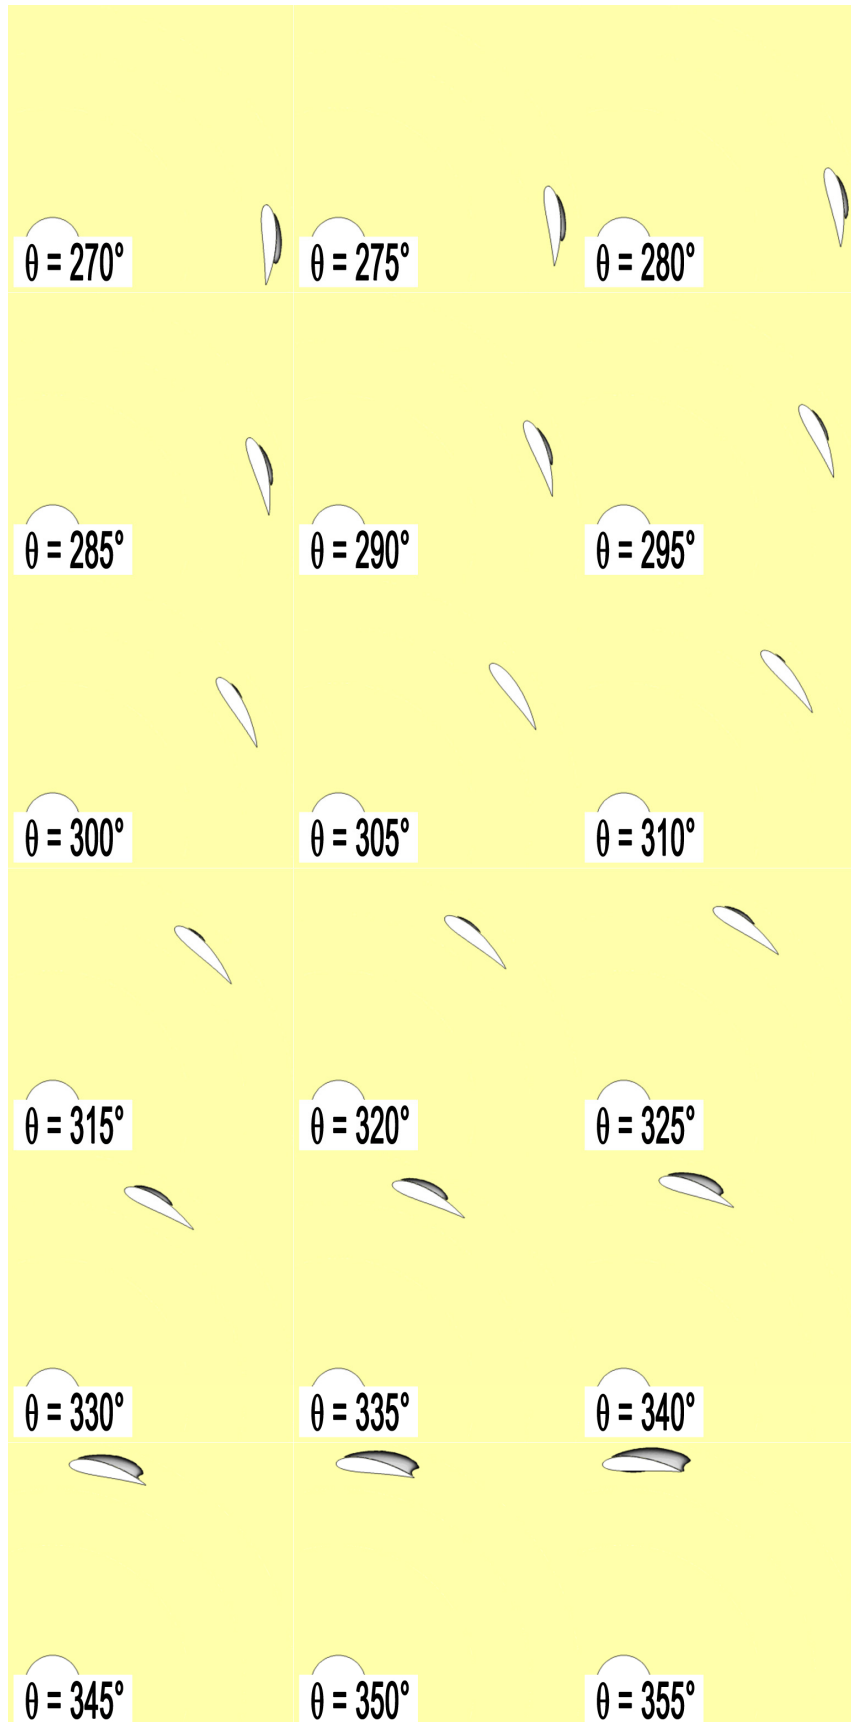 θ = 270°
θ = 275°
θ = 280°
θ = 285°
θ = 290°
θ = 295°
θ = 300°
θ = 305°
θ = 310°
θ = 315°
θ = 320°
θ = 325°
θ = 330°
θ = 335°
θ = 340°
θ = 345°
θ = 350°
θ = 355°